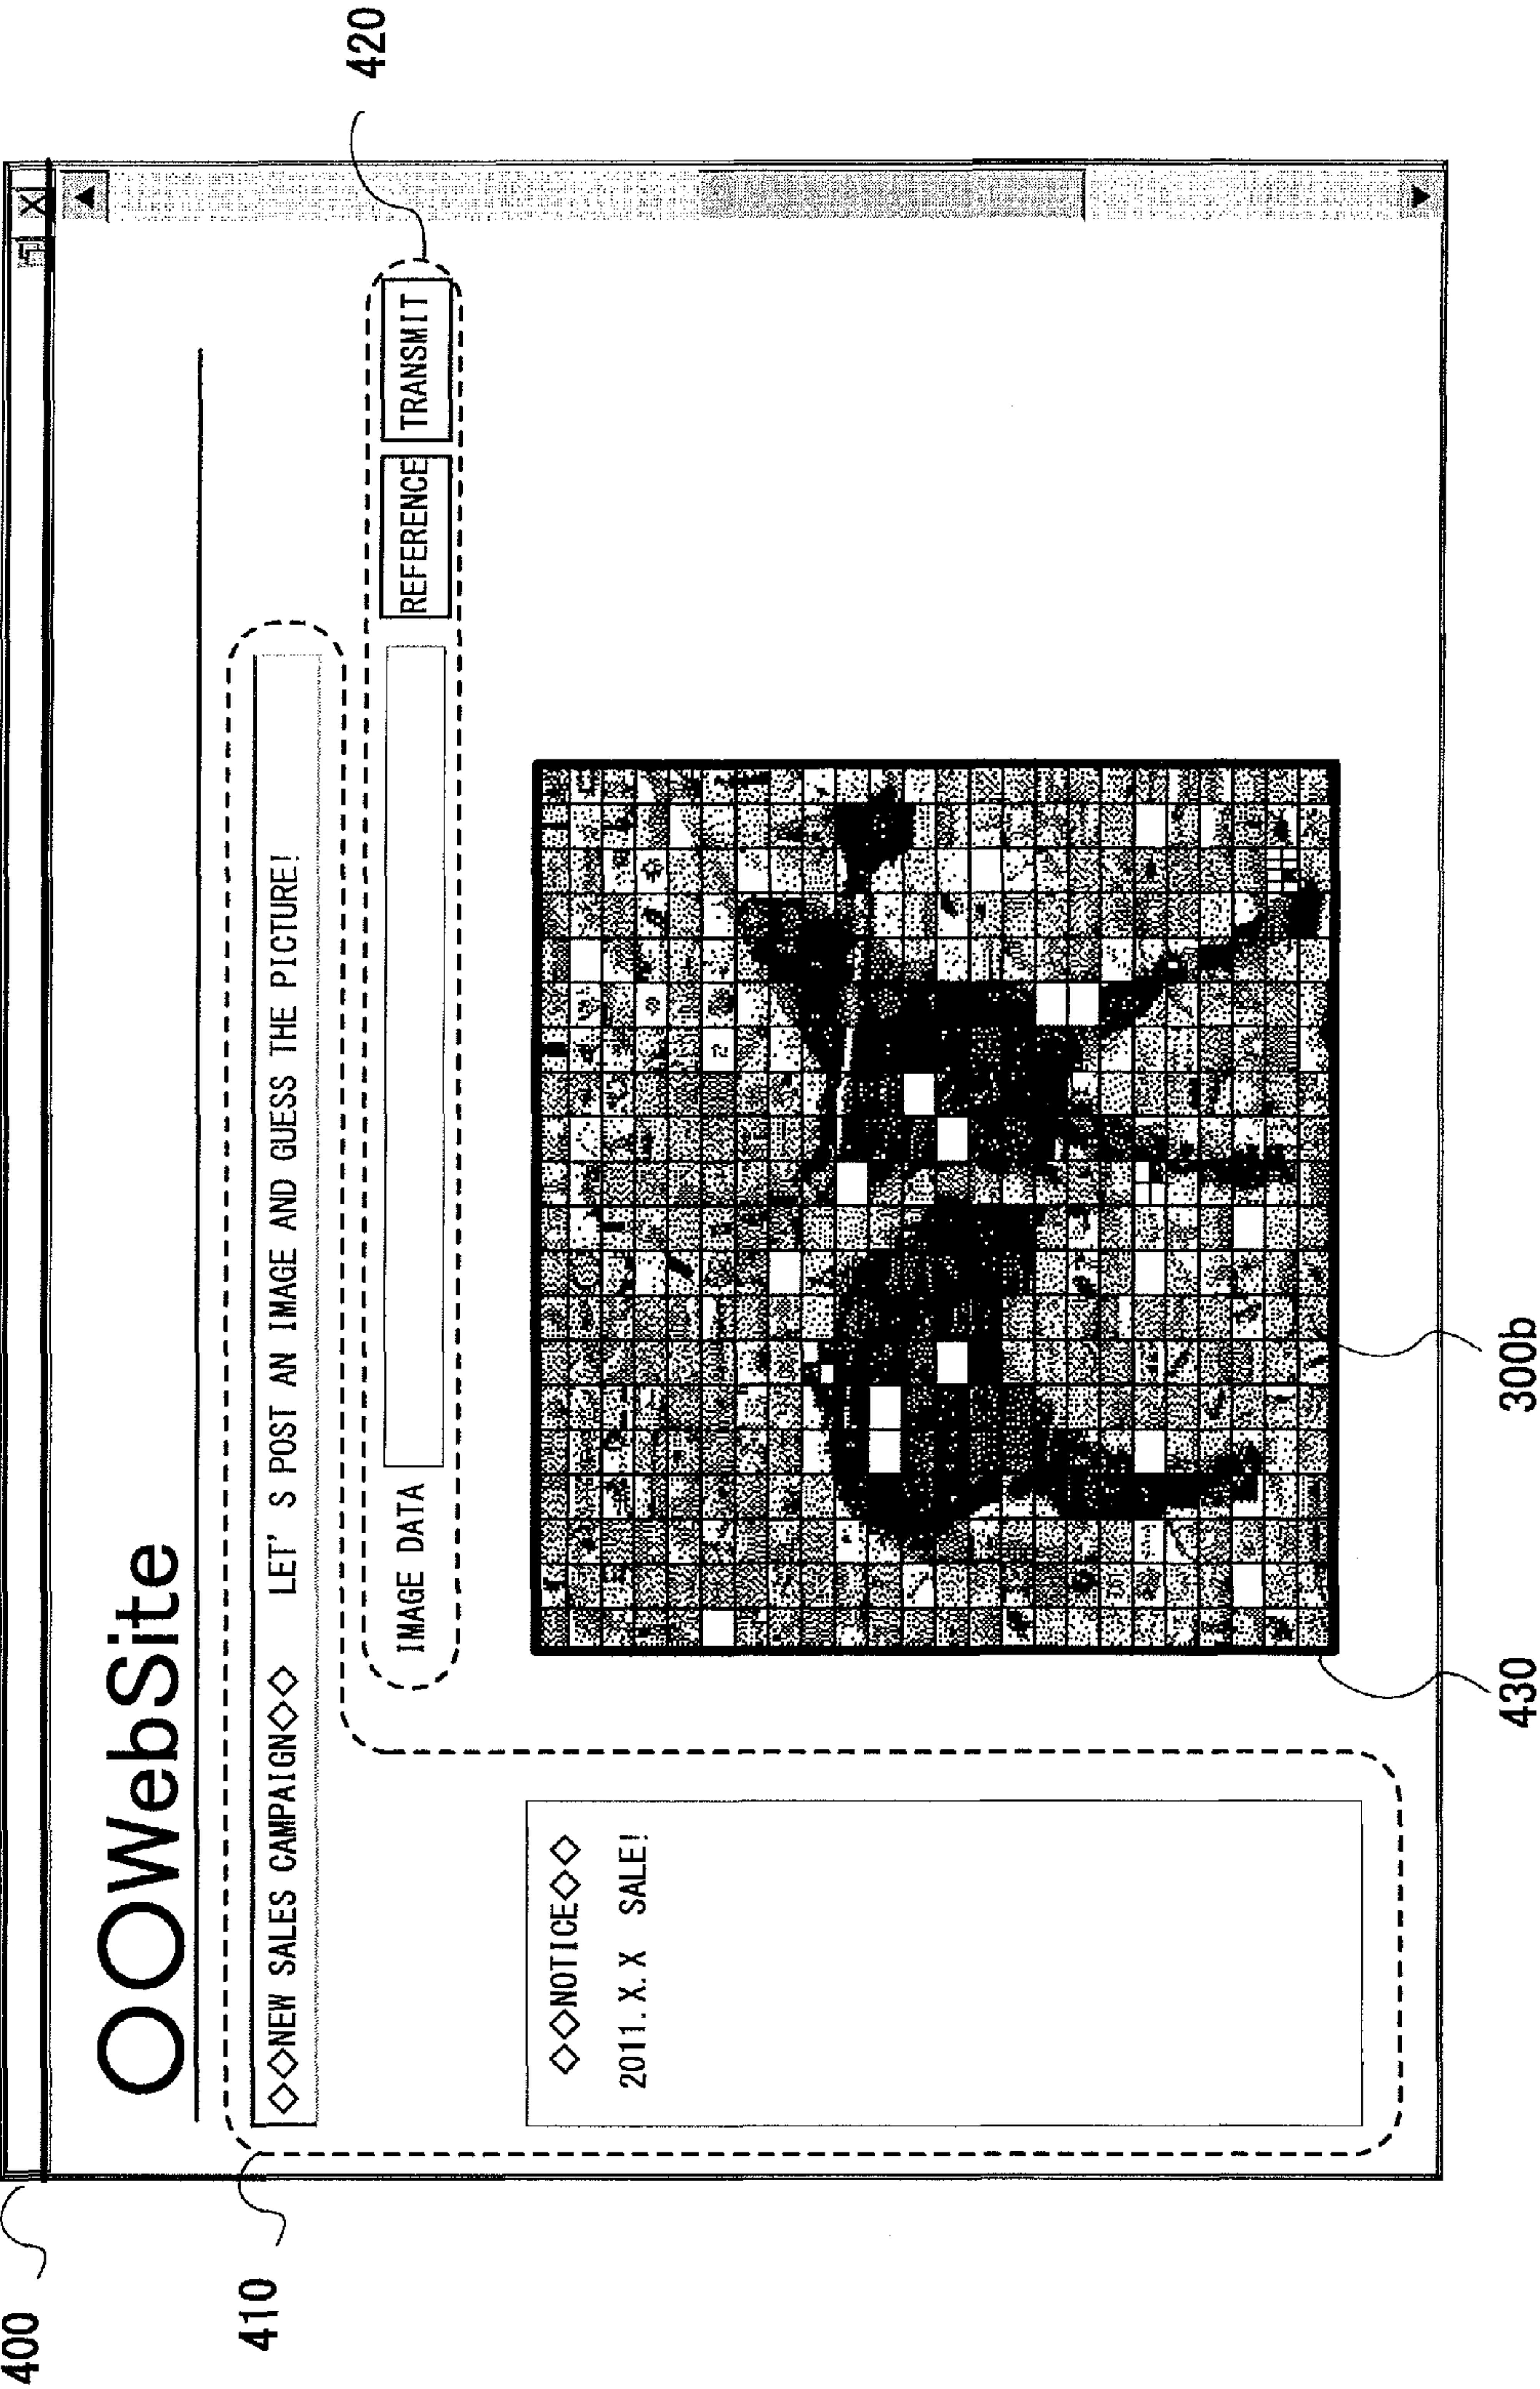 400
○○WebSite
410
◇◇NEW SALES CAMPAIGN◇◇ LET'S POST AN IMAGE AND GUESS THE PICTURE!
IMAGE DATA
REFERENCE
TRANSMIT
420
◇◇NOTICE◇◇
2011.X.X SALE!
430
300b